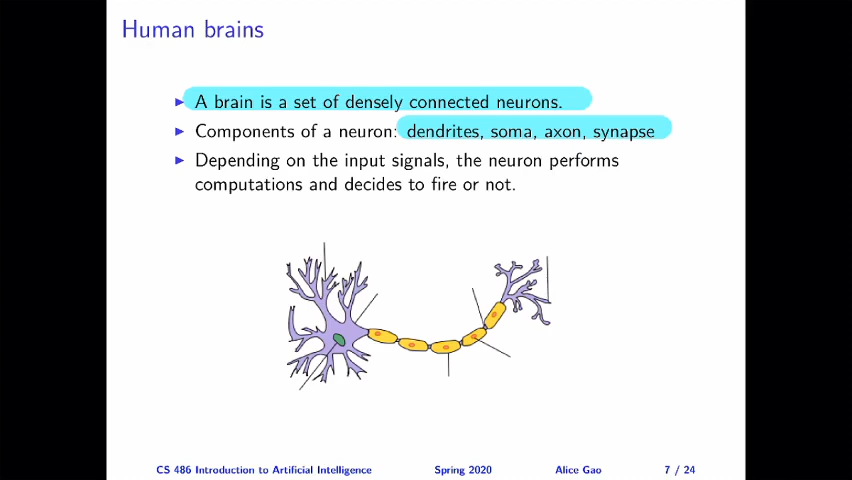 Human brains
A brain is a set of densely connected neurons.
Components of a neuron: dendrites, soma, axon, synapse
Depending on the input signals, the neuron performs
computations and decides to fire or not.
CS 486 Introduction to Artificial Intelligence Spring 2020 Alice Gao 7 / 24